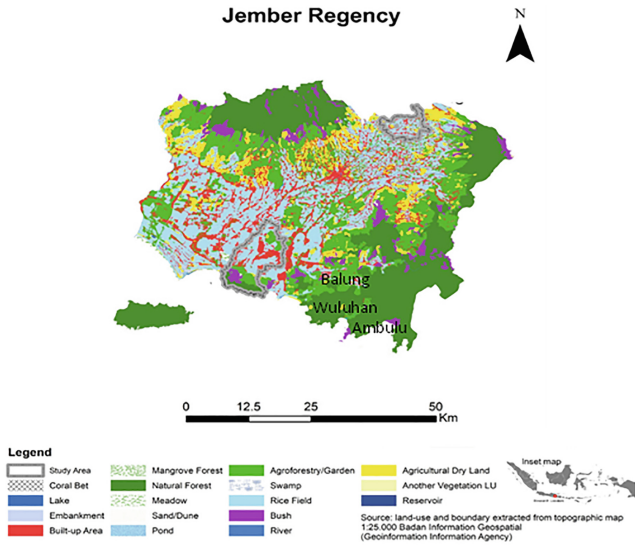 Jember Regency
N
Balung
Wuluhan
Ambulu
0 12.5 25 50
Km
Legend
Study Area
Coral Bet
Lake
Embankment
Built-up Area
Mangrove Forest
Natural Forest
Meadow
Sand/Dune
Pond
Agroforestry/Garden
Swamp
Rice Field
Bush
River
Agricultural Dry Land
Another Vegetation LU
Reservoir
Inset map
Source: land-use and boundary extracted from topographic map
1:25.000 Badan Information Geospatial
(Geoinformation Information Agency)